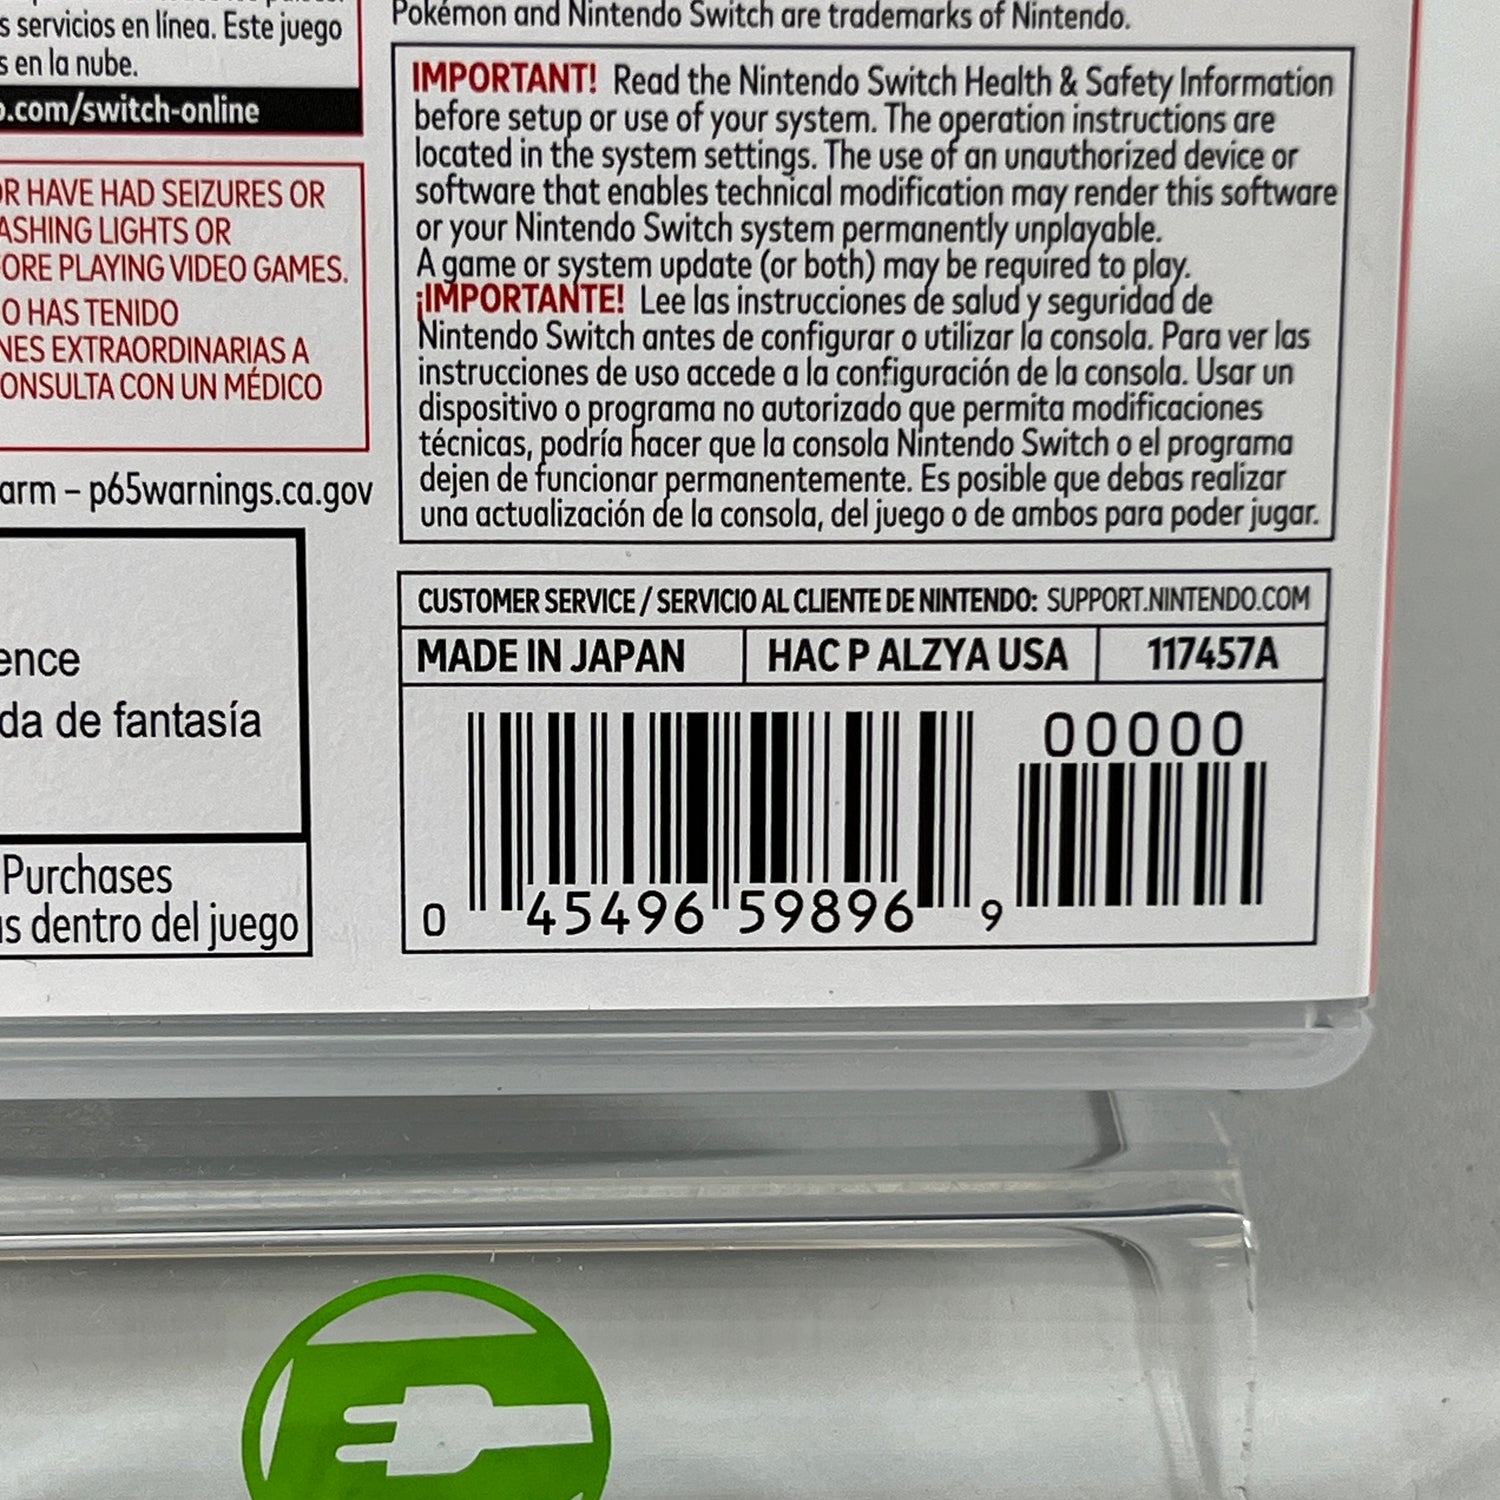 s servicios en línea. Este juego
s en la nube.
.com/switch-online
OR HAVE HAD SEIZURES OR
ASHING LIGHTS OR
ORE PLAYING VIDEO GAMES.
O HAS TENIDO
NES EXTRAORDINARIAS A
ONSULTA CON UN MÉDICO
arm – p65warnings.ca.gov
ence
da de fantasía
Purchases
s dentro del juego
Pokémon and Nintendo Switch are trademarks of Nintendo.
IMPORTANT! Read the Nintendo Switch Health & Safety Information
before setup or use of your system. The operation instructions are
located in the system settings. The use of an unauthorized device or
software that enables technical modification may render this software
or your Nintendo Switch system permanently unplayable.
A game or system update (or both) may be required to play.
¡IMPORTANTE! Lee las instrucciones de salud y seguridad de
Nintendo Switch antes de configurar o utilizar la consola. Para ver las
instrucciones de uso accede a la configuración de la consola. Usar un
dispositivo o programa no autorizado que permita modificaciones
técnicas, podría hacer que la consola Nintendo Switch o el programa
dejen de funcionar permanentemente. Es posible que debas realizar
una actualización de la consola, del juego o de ambos para poder jugar.
CUSTOMER SERVICE / SERVICIO AL CLIENTE DE NINTENDO: SUPPORT.NINTENDO.COM
MADE IN JAPAN HAC P ALZYA USA 117457A
00000
0 45496 59896 9